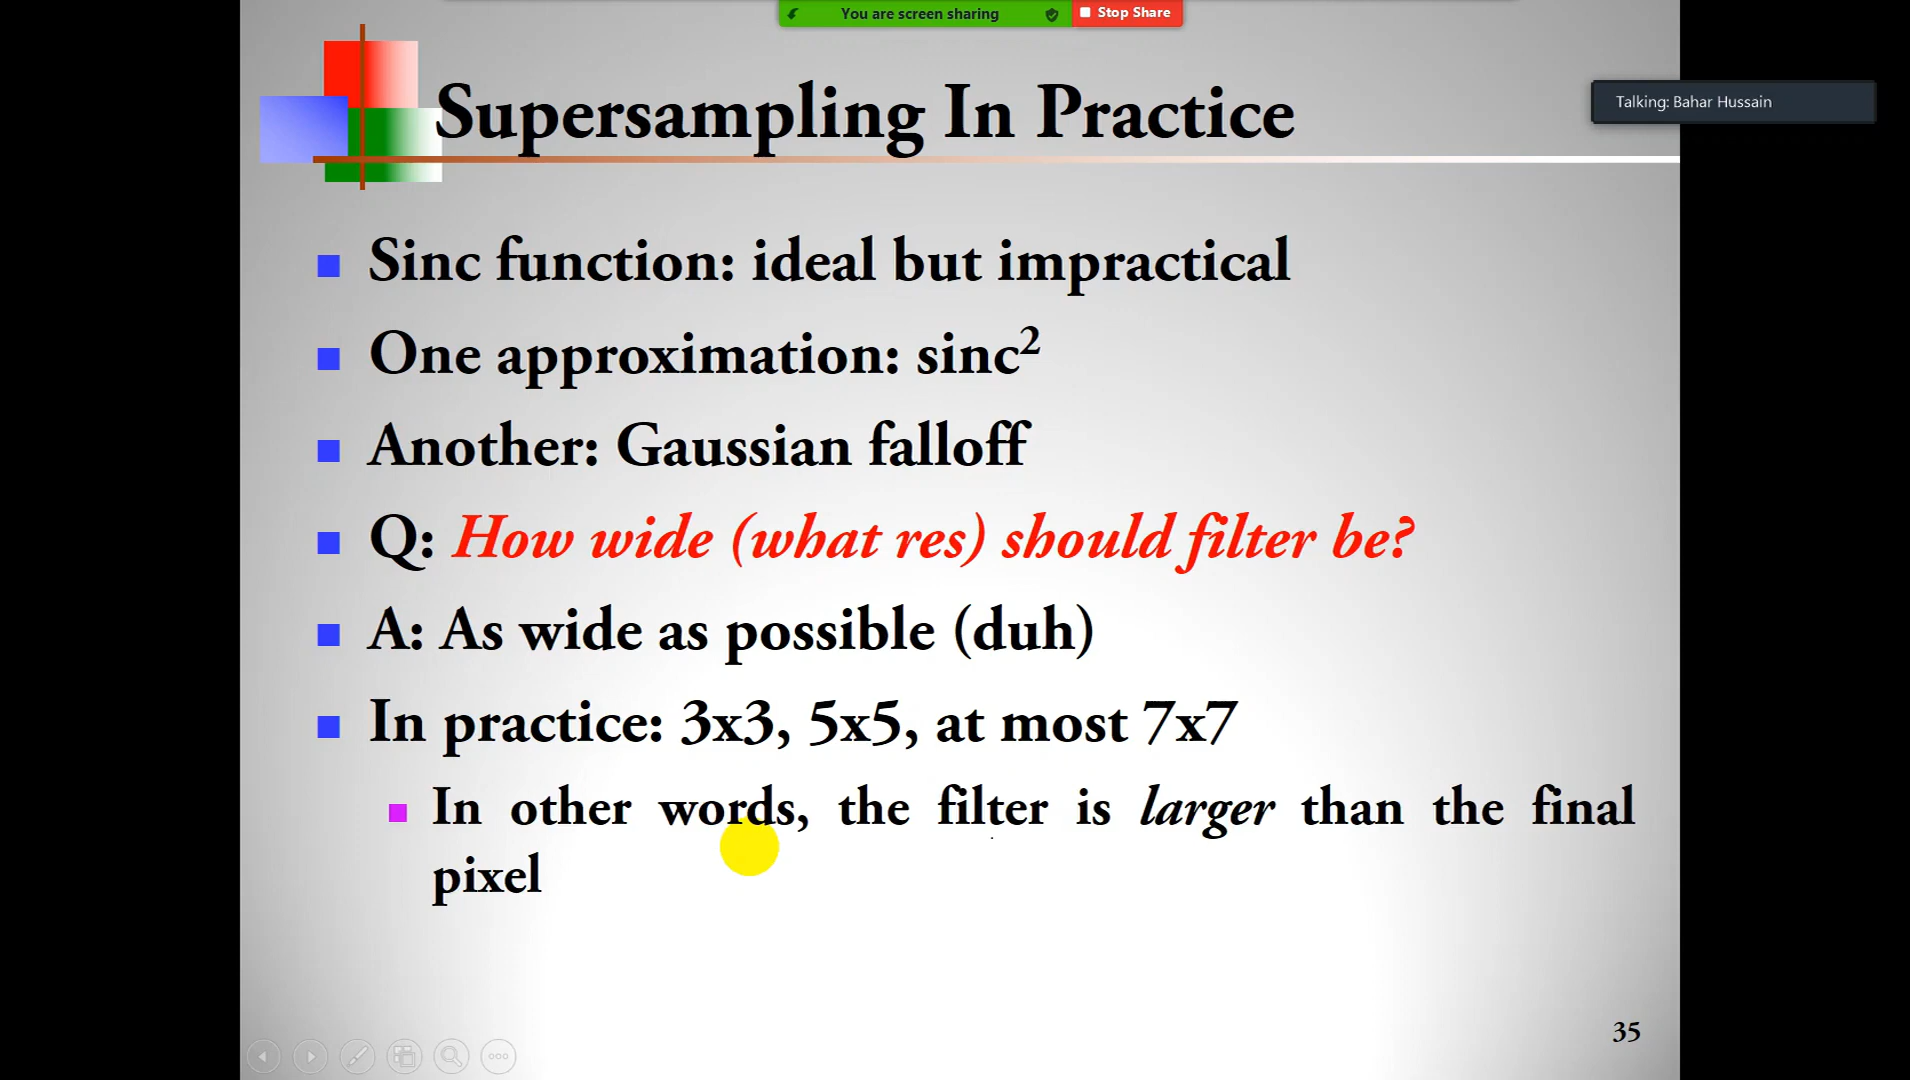 You are screen sharing
Stop Share
Supersampling In Practice
Talking: Bahar Hussain
Sinc function: ideal but impractical
One approximation: sinc²
Another: Gaussian falloff
Q: How wide (what res) should filter be?
A: As wide as possible (duh)
In practice: 3x3, 5x5, at most 7x7
In other words, the filter is larger than the final
pixel
35